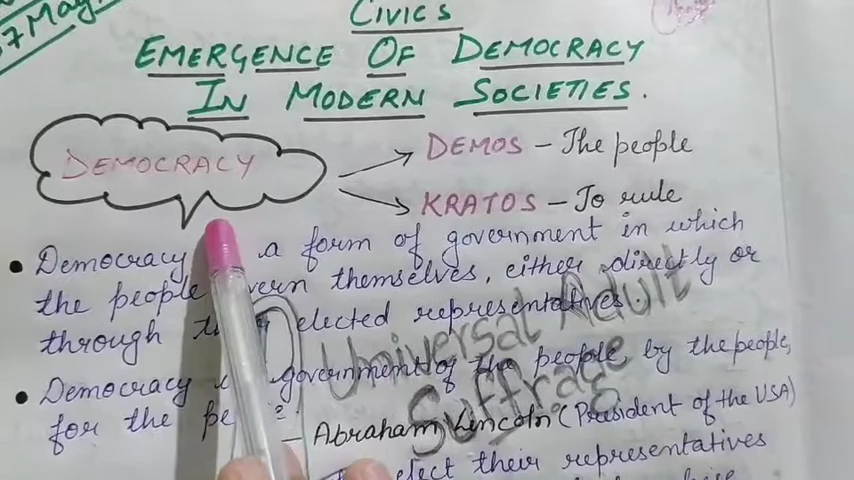 7 May
CIVICS
EMERGENCE OF DEMOCRACY
IN MODERN SOCIETIES.
DEMOCRACY
DEMOS - The people
KRATOS - To rule
Democracy a form of government in which
the people themselves, either directly or
through elected representatives.
Democracy government of the people, by the people,
for the
- Abraham Lincoln (President of the USA)
elect their representatives
Universal Adult
Suffrage